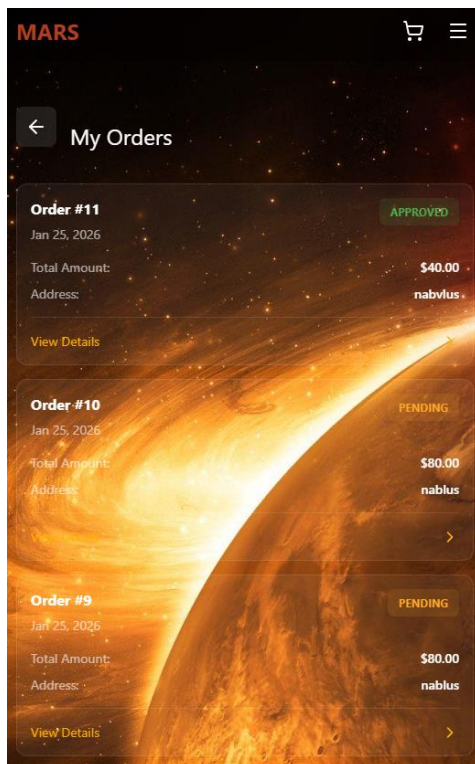 MARS
My Orders
Order #11
APPROVED
Jan 25, 2026
Total Amount: $40.00
Address: nabvlus
View Details
Order #10
PENDING
Jan 25, 2026
Total Amount: $80.00
Address: nablus
View Details
Order #9
PENDING
Jan 25, 2026
Total Amount: $80.00
Address: nablus
View Details